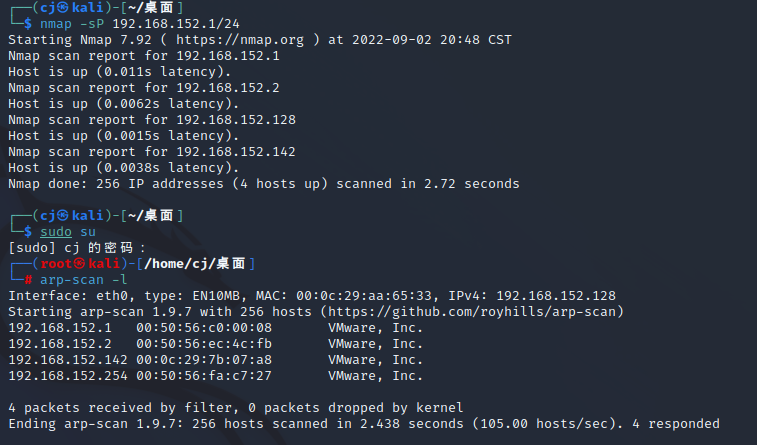 ┌──(cj㉿kali)-[~/桌面]
└─$ nmap -sP 192.168.152.1/24
Starting Nmap 7.92 ( https://nmap.org ) at 2022-09-02 20:48 CST
Nmap scan report for 192.168.152.1
Host is up (0.011s latency).
Nmap scan report for 192.168.152.2
Host is up (0.0062s latency).
Nmap scan report for 192.168.152.128
Host is up (0.0015s latency).
Nmap scan report for 192.168.152.142
Host is up (0.0038s latency).
Nmap done: 256 IP addresses (4 hosts up) scanned in 2.72 seconds
┌──(cj㉿kali)-[~/桌面]
└─$ sudo su
[sudo] cj 的密码：
┌──(root㉿kali)-[/home/cj/桌面]
└─# arp-scan -l
Interface: eth0, type: EN10MB, MAC: 00:0c:29:aa:65:33, IPv4: 192.168.152.128
Starting arp-scan 1.9.7 with 256 hosts (https://github.com/royhills/arp-scan)
192.168.152.1 00:50:56:c0:00:08 VMware, Inc.
192.168.152.2 00:50:56:ec:4c:fb VMware, Inc.
192.168.152.142 00:0c:29:7b:07:a8 VMware, Inc.
192.168.152.254 00:50:56:fa:c7:27 VMware, Inc.
4 packets received by filter, 0 packets dropped by kernel
Ending arp-scan 1.9.7: 256 hosts scanned in 2.438 seconds (105.00 hosts/sec). 4 responded